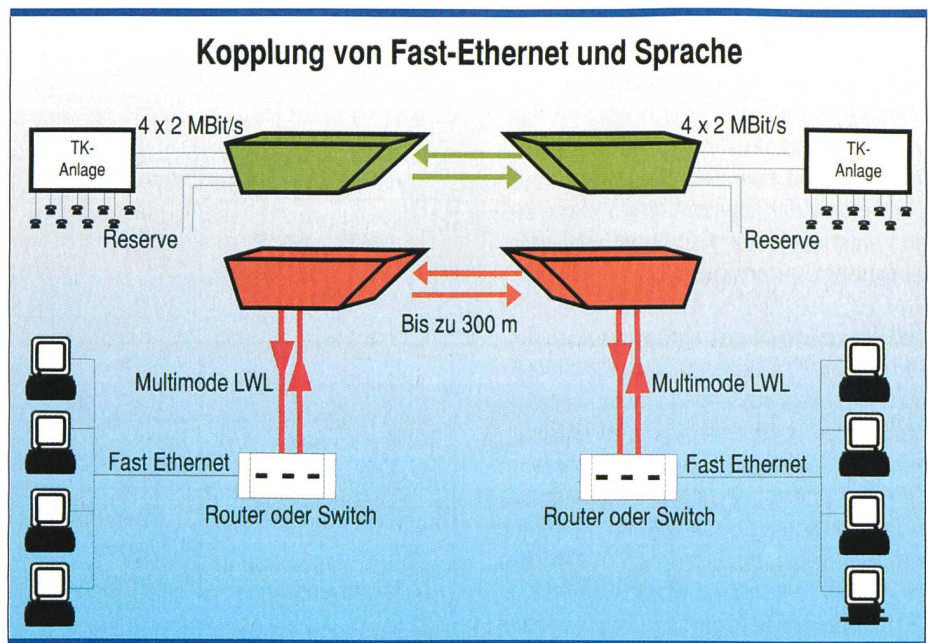 Kopplung von Fast-Ethernet und Sprache
4 x 2 MBit/s
4 x 2 MBit/s
TK-
Anlage
TK-
Anlage
Reserve
Reserve
Bis zu 300 m
Multimode LWL
Multimode LWL
Fast Ethernet
Fast Ethernet
Router oder Switch
Router oder Switch